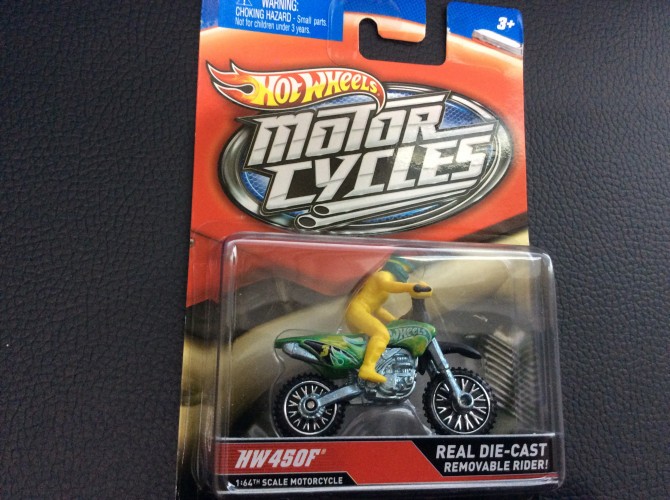 WARNING:
CHOKING HAZARD - Small parts.
Not for children under 3 years.
3+
HOT WHEELS
MOTOR
CYCLES
WHEELS
HW450F
REAL DIE-CAST
REMOVABLE RIDER!
1:64TH SCALE MOTORCYCLE